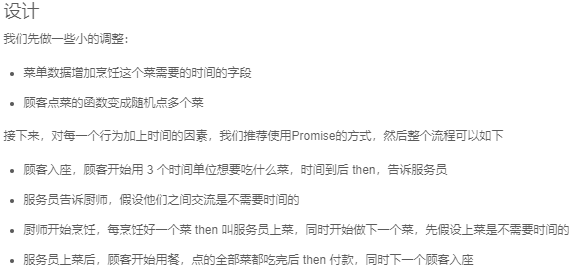 设计
我们先做一些小的调整：
菜单数据增加烹饪这个菜需要的时间的字段
顾客点菜的函数变成随机点多个菜
接下来，对每一个行为加上时间的因素，我们推荐使用Promise的方式，然后整个流程可以如下
顾客入座，顾客开始用 3 个时间单位想要吃什么菜，时间到后 then，告诉服务员
服务员告诉厨师，假设他们之间交流是不需要时间的
厨师开始烹饪，每烹饪好一个菜 then 叫服务员上菜，同时开始做下一个菜，先假设上菜是不需要时间的
服务员上菜后，顾客开始用餐，点的全部菜都吃完后 then 付款，同时下一个顾客入座